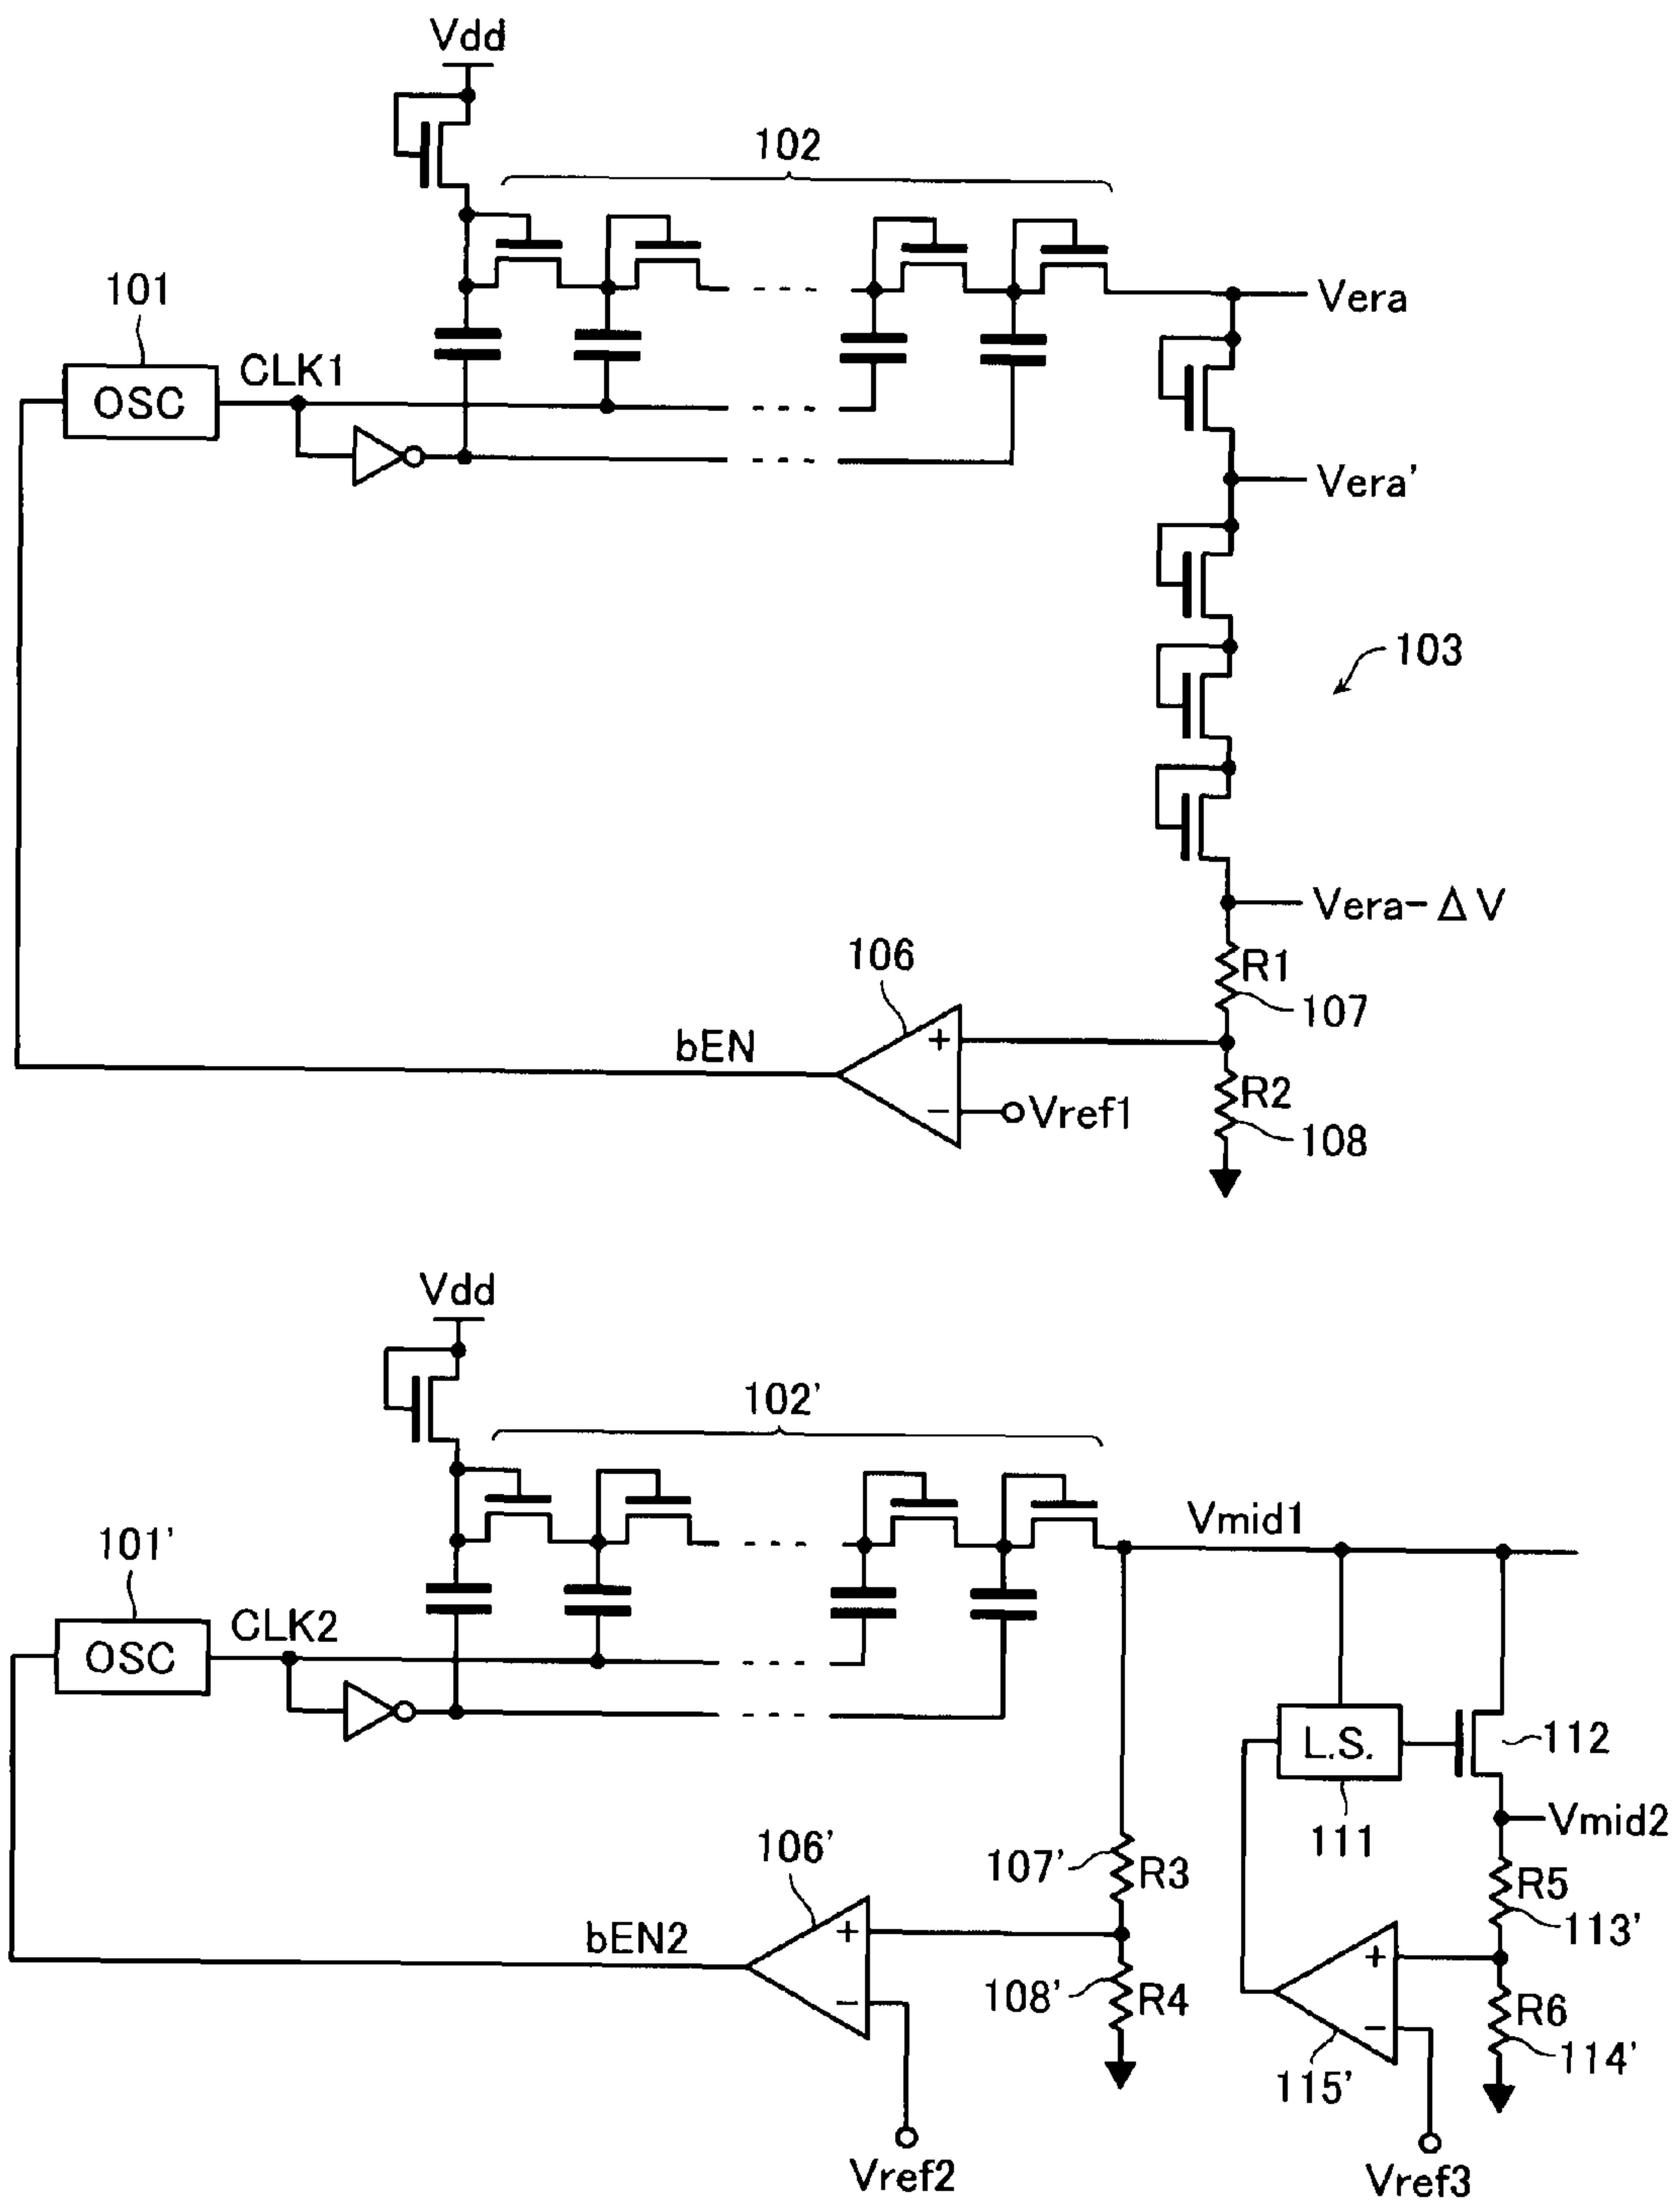 Vdd
102
101
CLK1
OSC
Vera
Vera'
103
Vera-ΔV
R1
107
106
+
bEN
R2
−
Vref1
108
Vdd
102'
Vmid1
101'
CLK2
OSC
L.S.
112
111
Vmid2
106'
107'
R3
R5
113'
+
bEN2
+
108'
R4
−
R6
−
114'
115'
Vref2
Vref3